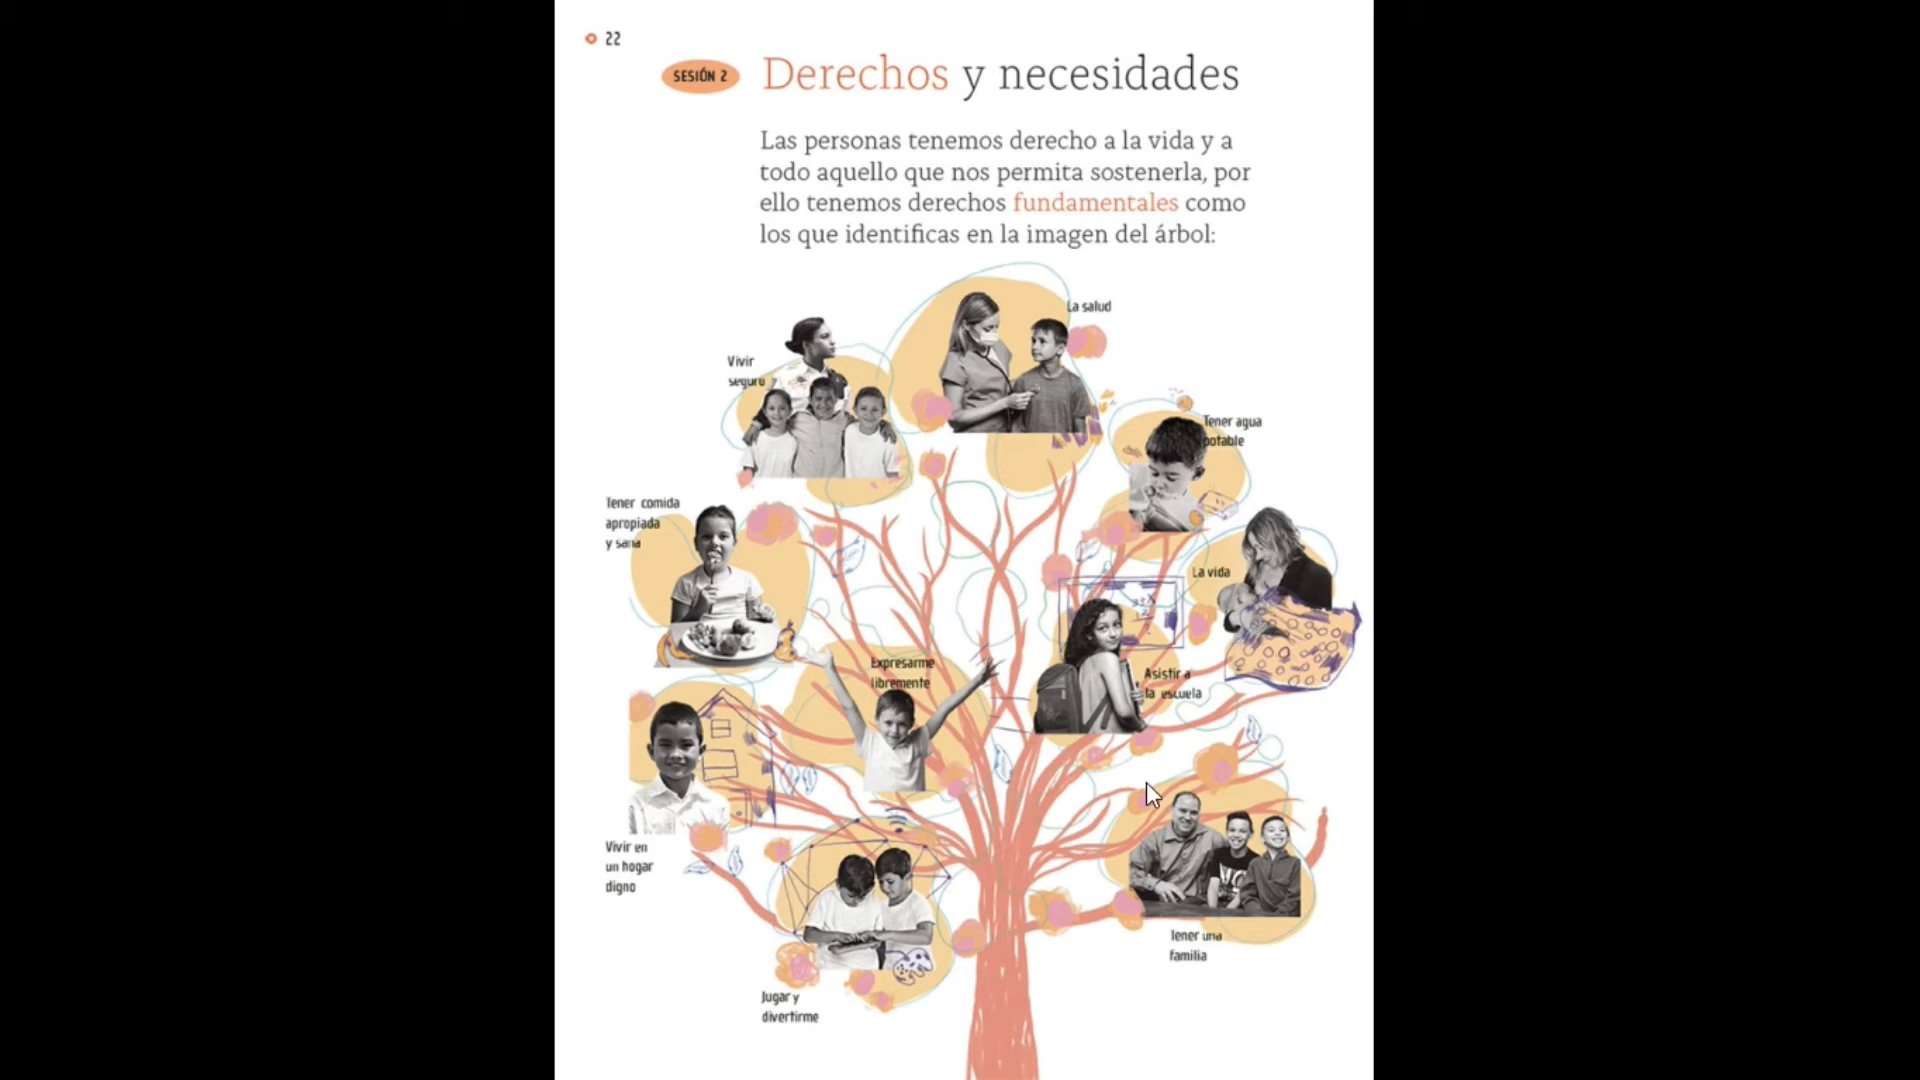 22
SESIÓN 2
Derechos y necesidades
Las personas tenemos derecho a la vida y a
todo aquello que nos permita sostenerla, por
ello tenemos derechos fundamentales como
los que identificas en la imagen del árbol:
La salud
Vivir
seguro
Tener agua
potable
Tener comida
apropiada
y sana
La vida
Expresarme
libremente
Asistir a
la escuela
Vivir en
un hogar
digno
Tener una
familia
Jugar y
divertirme